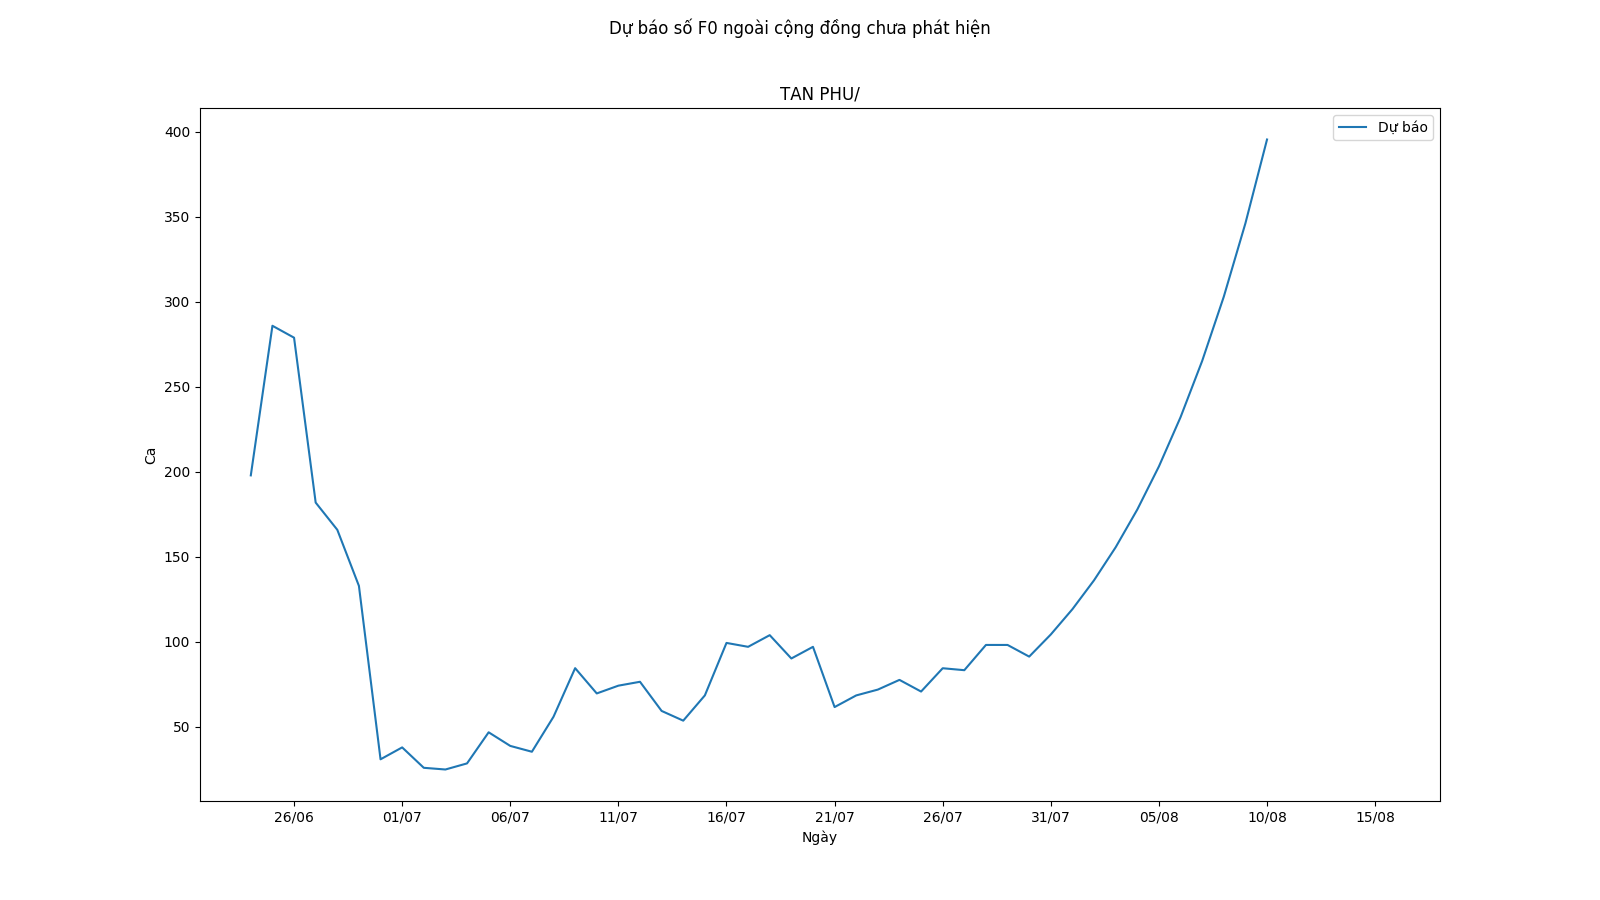 Dự báo số F0 ngoài cộng đồng chưa phát hiện
TAN PHU/
Dự báo
400
350
300
250
200
150
100
50
Ca
26/06 01/07 06/07 11/07 16/07 21/07 26/07 31/07 05/08 10/08 15/08
Ngày